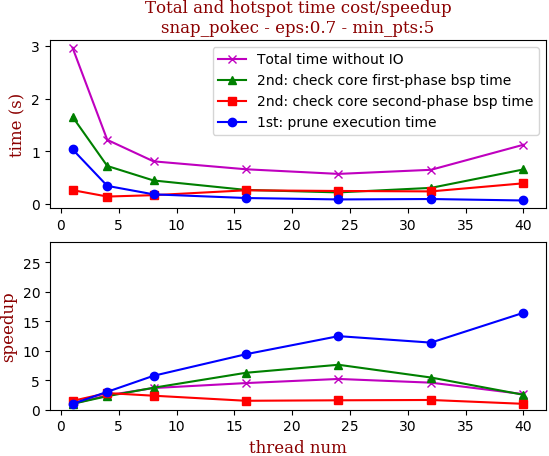 Total and hotspot time cost/speedup
snap_pokec - eps:0.7 - min_pts:5
time (s)
3
2
1
0
Total time without IO
2nd: check core first-phase bsp time
2nd: check core second-phase bsp time
1st: prune execution time
0 5 10 15 20 25 30 35 40
speedup
25
20
15
10
5
0
0 5 10 15 20 25 30 35 40
thread num